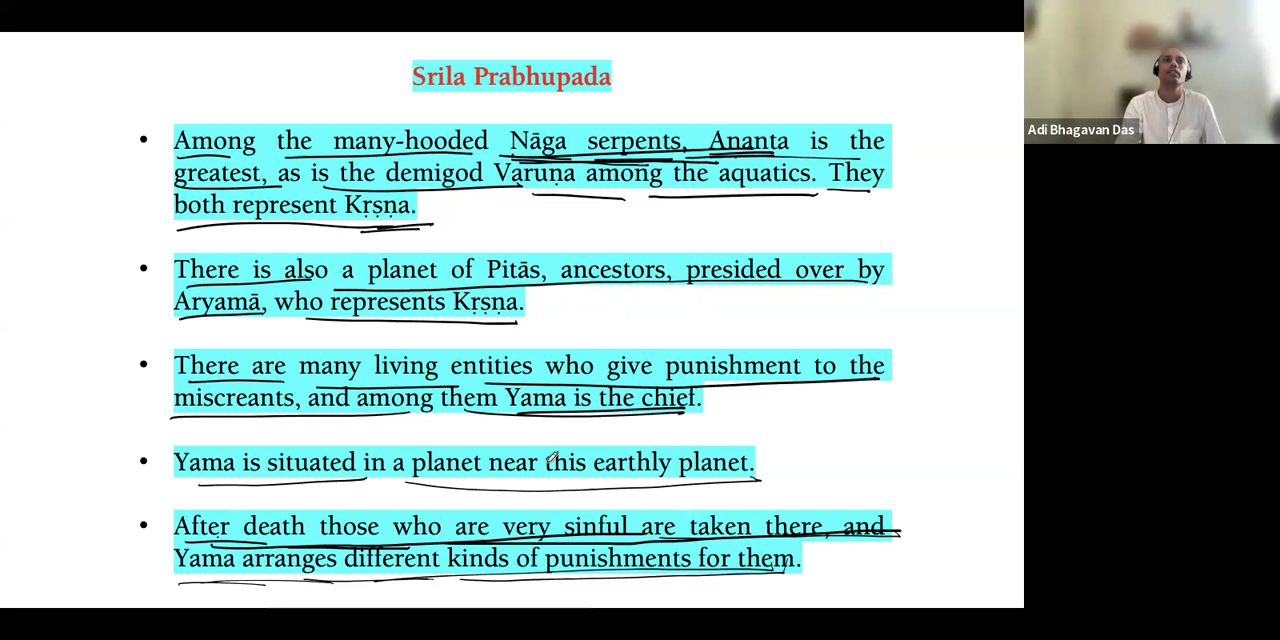 Srila Prabhupada
• Among the many-hooded Nāga serpents, Ananta is the
greatest, as is the demigod Varuṇa among the aquatics. They
both represent Kṛṣṇa.
• There is also a planet of Pitās, ancestors, presided over by
Aryamā, who represents Kṛṣṇa.
• There are many living entities who give punishment to the
miscreants, and among them Yama is the chief.
• Yama is situated in a planet near this earthly planet.
• After death those who are very sinful are taken there, and
Yama arranges different kinds of punishments for them.
Adi Bhagavan Das